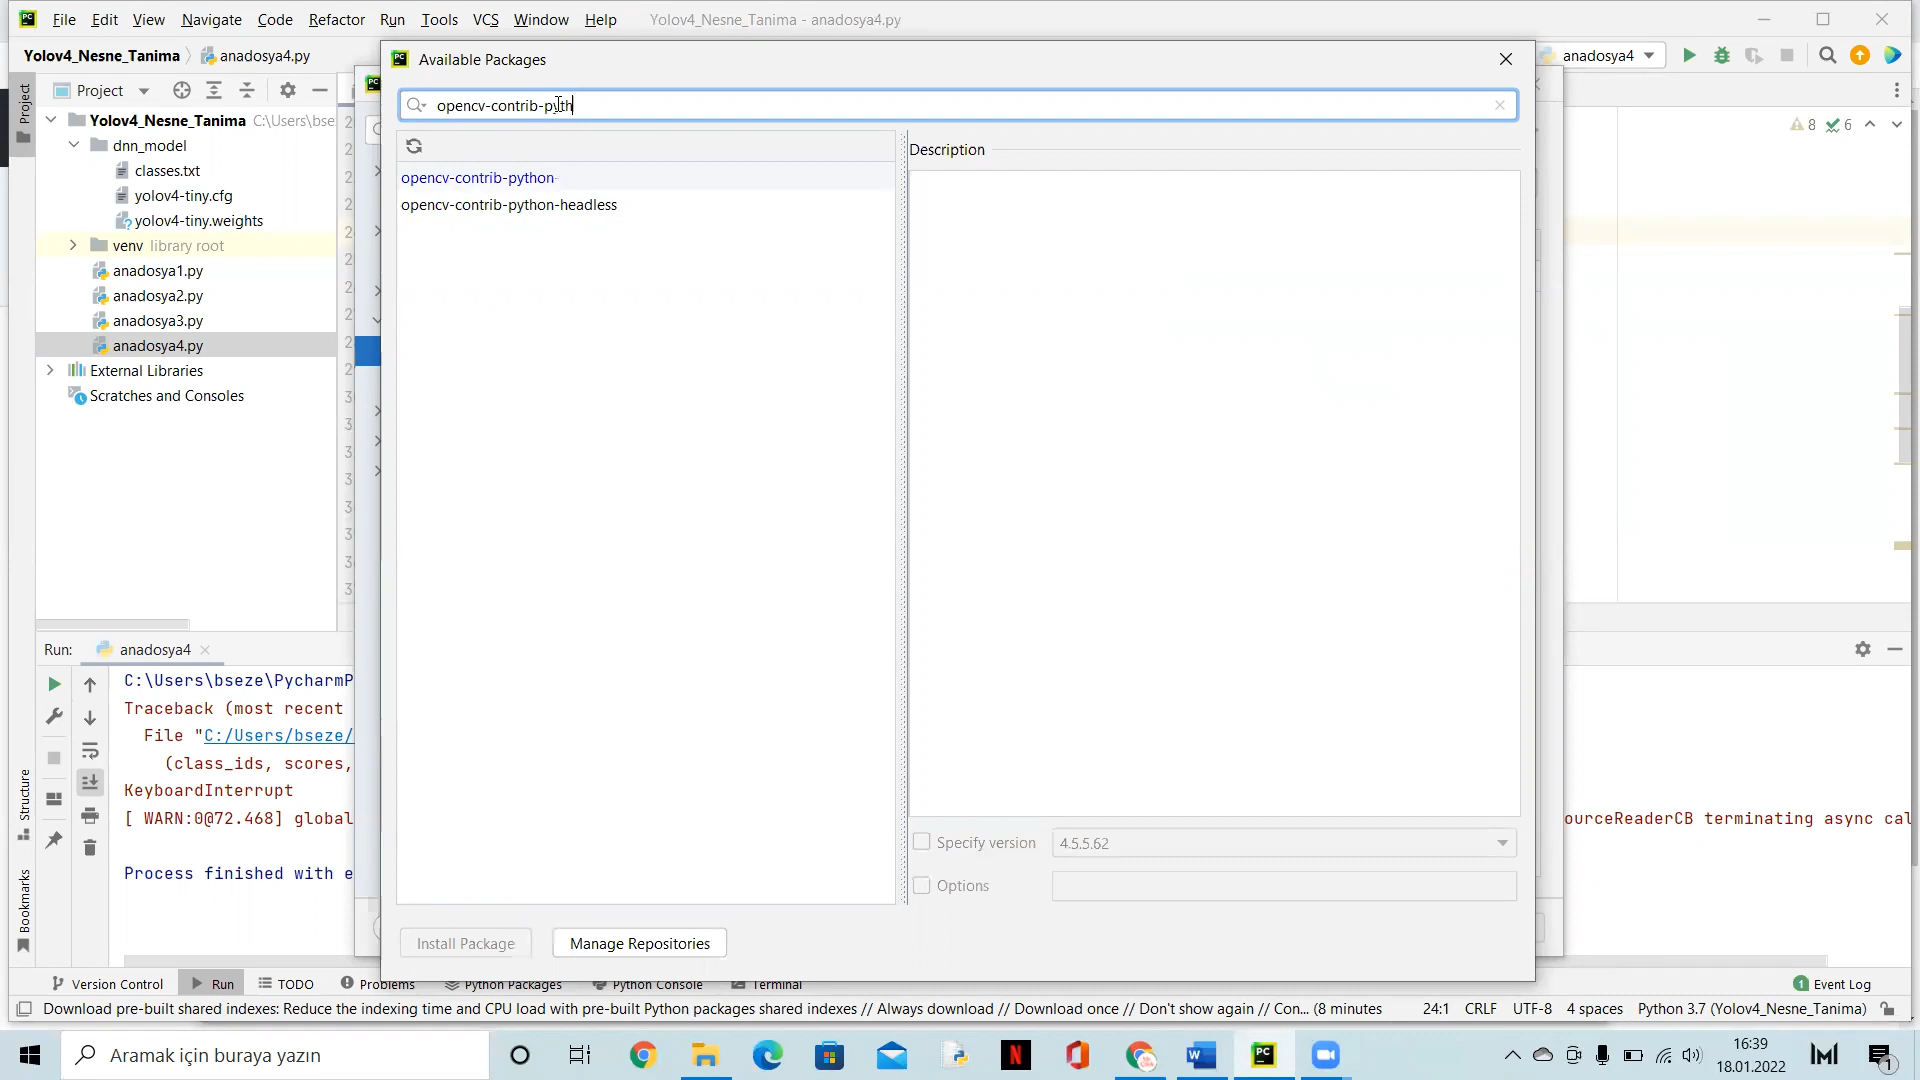 File Edit View Navigate Code Refactor Run Tools VCS Window Help Yolov4_Nesne_Tanima - anadosya4.py
Yolov4_Nesne_Tanima anadosya4.py
anadosya4
Available Packages
Project
opencv-contrib-pyth
Yolov4_Nesne_Tanima C:\Users\bse
8 6
dnn_model
classes.txt
yolov4-tiny.cfg
yolov4-tiny.weights
venv library root
anadosya1.py
anadosya2.py
anadosya3.py
anadosya4.py
External Libraries
Scratches and Consoles
Project
Structure
Bookmarks
opencv-contrib-python
opencv-contrib-python-headless
Description
Specify version 4.5.5.62
Options
Install Package Manage Repositories
Run: anadosya4
C:\Users\bseze\PycharmP
Traceback (most recent
File "C:/Users/bseze/
(class_ids, scores,
KeyboardInterrupt
[ WARN:0@72.468] global
ourceReaderCB terminating async cal
Process finished with e
Version Control Run TODO Problems Python Packages Python Console Terminal 1 Event Log
Download pre-built shared indexes: Reduce the indexing time and CPU load with pre-built Python packages shared indexes // Always download // Download once // Don't show again // Con... (8 minutes 24:1 CRLF UTF-8 4 spaces Python 3.7 (Yolov4_Nesne_Tanima)
Aramak için buraya yazın
16:39
18.01.2022
1